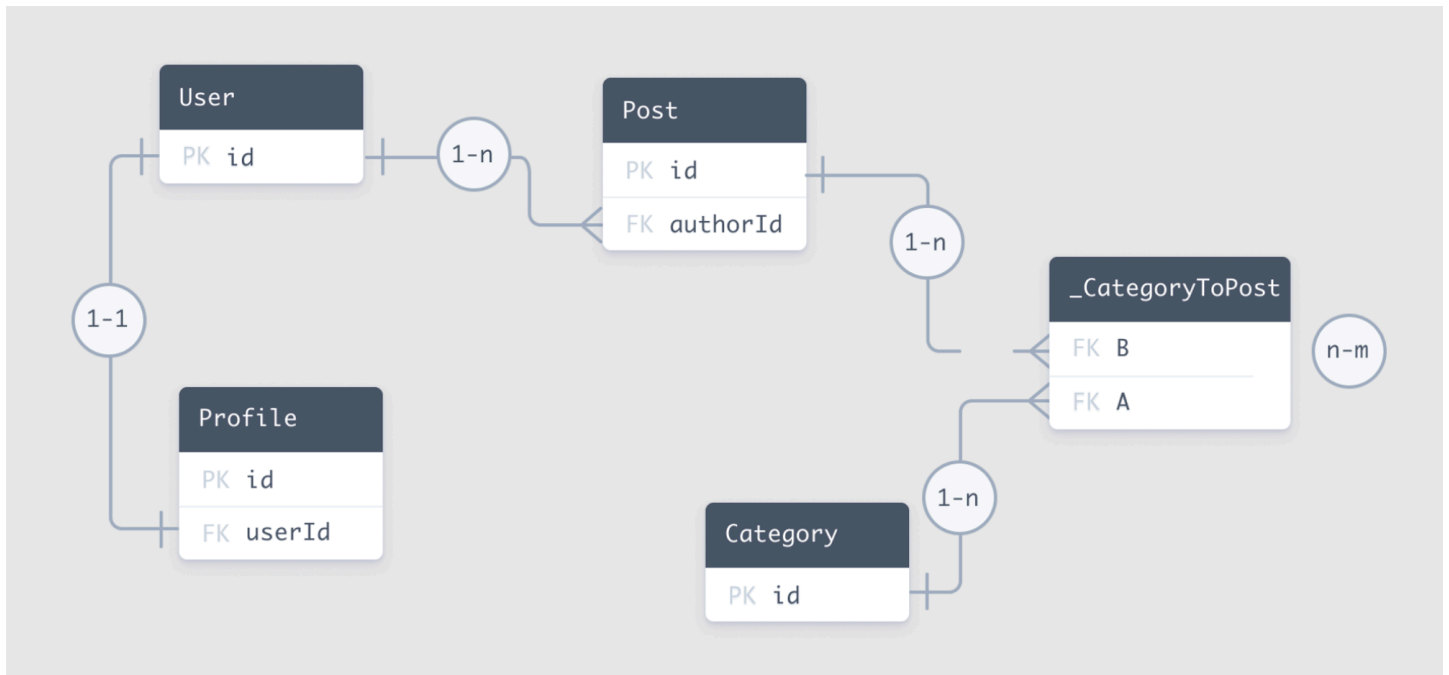 User
PK id
1-n
Post
PK id
FK authorId
1-n
_CategoryToPost
FK B
FK A
n-m
1-1
Profile
PK id
FK userId
1-n
Category
PK id